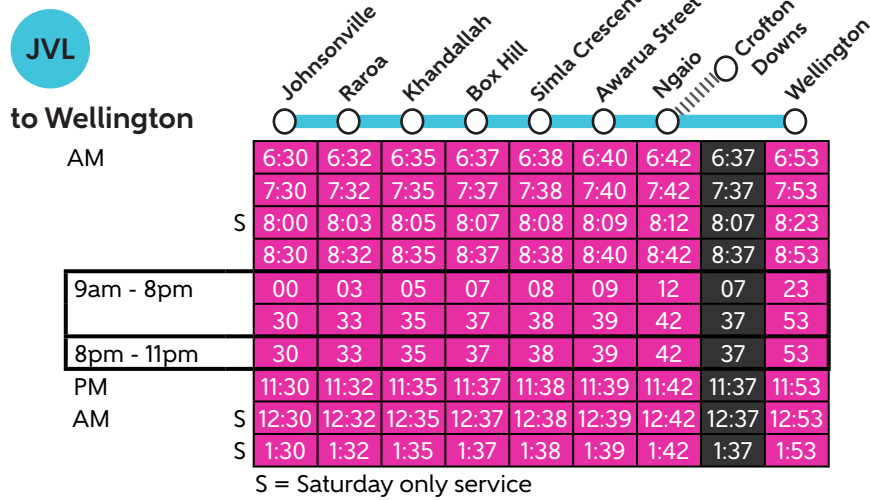 JVL
to Wellington
Johnsonville Raroa Khandallah Box Hill Simla Crescent Awarua Street Ngaio Crofton Downs Wellington
AM 6:30 6:32 6:35 6:37 6:38 6:40 6:42 6:37 6:53
7:30 7:32 7:35 7:37 7:38 7:40 7:42 7:37 7:53
S 8:00 8:03 8:05 8:07 8:08 8:09 8:12 8:07 8:23
8:30 8:32 8:35 8:37 8:38 8:40 8:42 8:37 8:53
9am - 8pm 00 03 05 07 08 09 12 07 23
30 33 35 37 38 39 42 37 53
8pm - 11pm 30 33 35 37 38 39 42 37 53
PM 11:30 11:32 11:35 11:37 11:38 11:39 11:42 11:37 11:53
AM S 12:30 12:32 12:35 12:37 12:38 12:39 12:42 12:37 12:53
S 1:30 1:32 1:35 1:37 1:38 1:39 1:42 1:37 1:53
S = Saturday only service